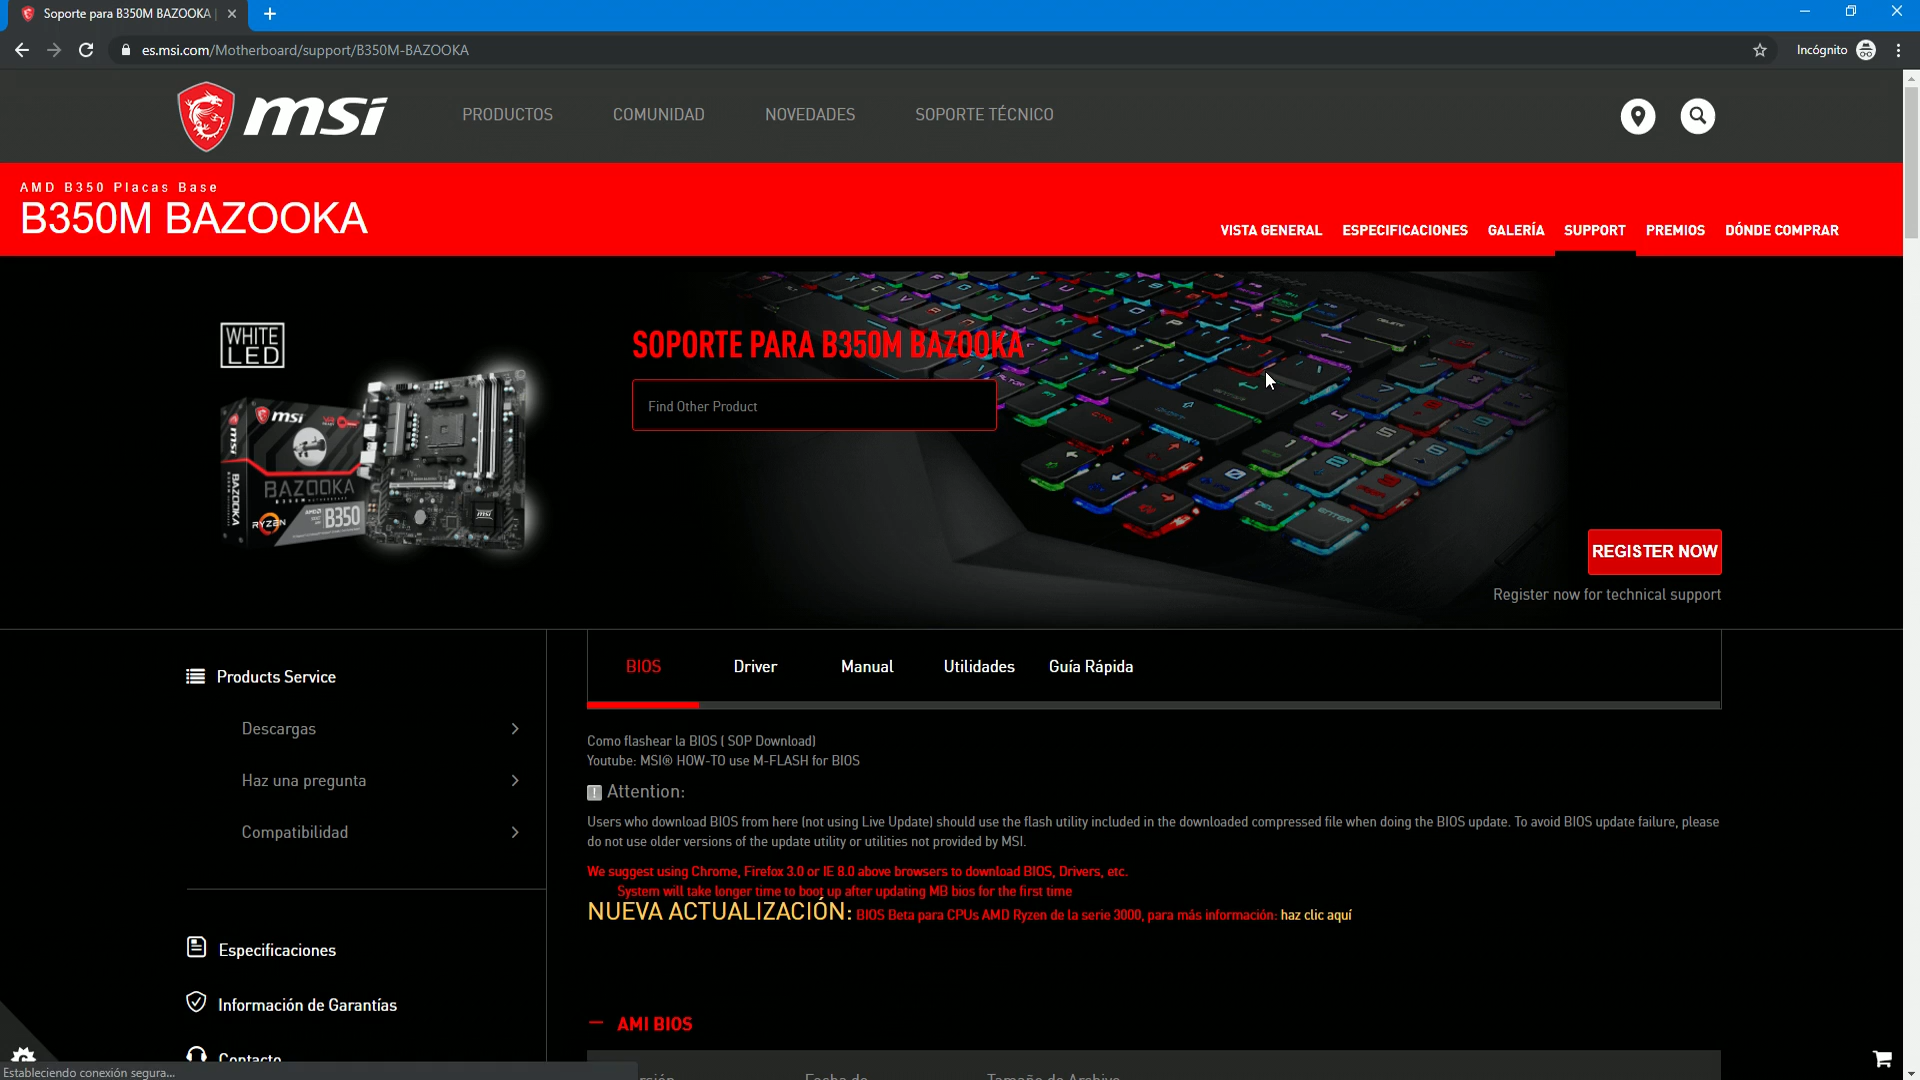 Soporte para B350M BAZOOKA |
es.msi.com/Motherboard/support/B350M-BAZOOKA
Incógnito
msi
PRODUCTOS
COMUNIDAD
NOVEDADES
SOPORTE TÉCNICO
AMD B350 Placas Base
B350M BAZOOKA
VISTA GENERAL
ESPECIFICACIONES
GALERÍA
SUPPORT
PREMIOS
DÓNDE COMPRAR
WHITE
LED
msi
BAZOOKA
RYZEN
B350
SOPORTE PARA B350M BAZOOKA
Find Other Product
REGISTER NOW
Register now for technical support
Products Service
Descargas
Haz una pregunta
Compatibilidad
Especificaciones
Información de Garantías
Contacto
BIOS
Driver
Manual
Utilidades
Guía Rápida
Como flashear la BIOS ( SOP Download)
Youtube: MSI® HOW-TO use M-FLASH for BIOS
! Attention:
Users who download BIOS from here (not using Live Update) should use the flash utility included in the downloaded compressed file when doing the BIOS update. To avoid BIOS update failure, please
do not use older versions of the update utility or utilities not provided by MSI.
We suggest using Chrome, Firefox 3.0 or IE 8.0 above browsers to download BIOS, Drivers, etc.
System will take longer time to boot up after updating MB bios for the first time
NUEVA ACTUALIZACIÓN: BIOS Beta para CPUs AMD Ryzen de la serie 3000, para más información: haz clic aquí
AMI BIOS
Fecha de
Tamaño de Archivo
Estableciendo conexión segura...